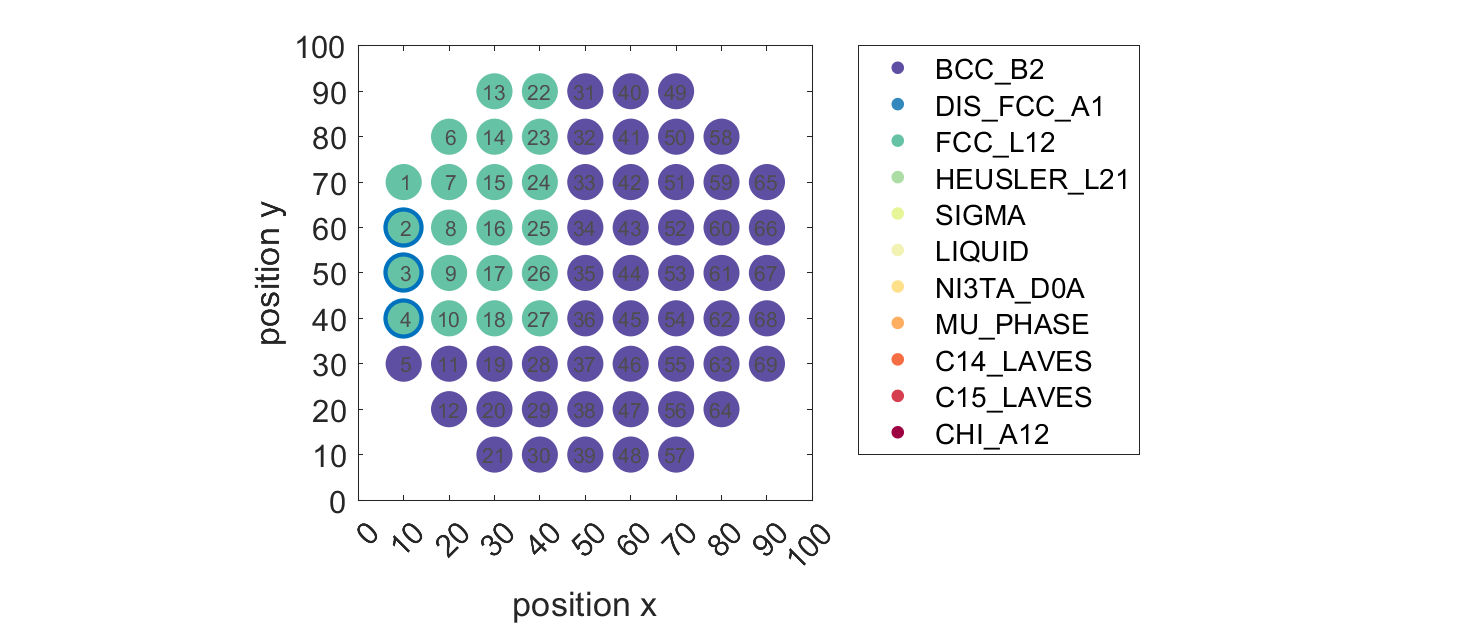 100
90
80
70
60
50
40
30
20
10
0
position y
13 22 31 40 49
6 14 23 32 41 50 58
1 7 15 24 33 42 51 59 65
2 8 16 25 34 43 52 60 66
3 9 17 26 35 44 53 61 67
4 10 18 27 36 45 54 62 68
5 11 19 28 37 46 55 63 69
12 20 29 38 47 56 64
21 30 39 48 57
0 10 20 30 40 50 60 70 80 90 100
position x
BCC_B2
DIS_FCC_A1
FCC_L12
HEUSLER_L21
SIGMA
LIQUID
NI3TA_D0A
MU_PHASE
C14_LAVES
C15_LAVES
CHI_A12